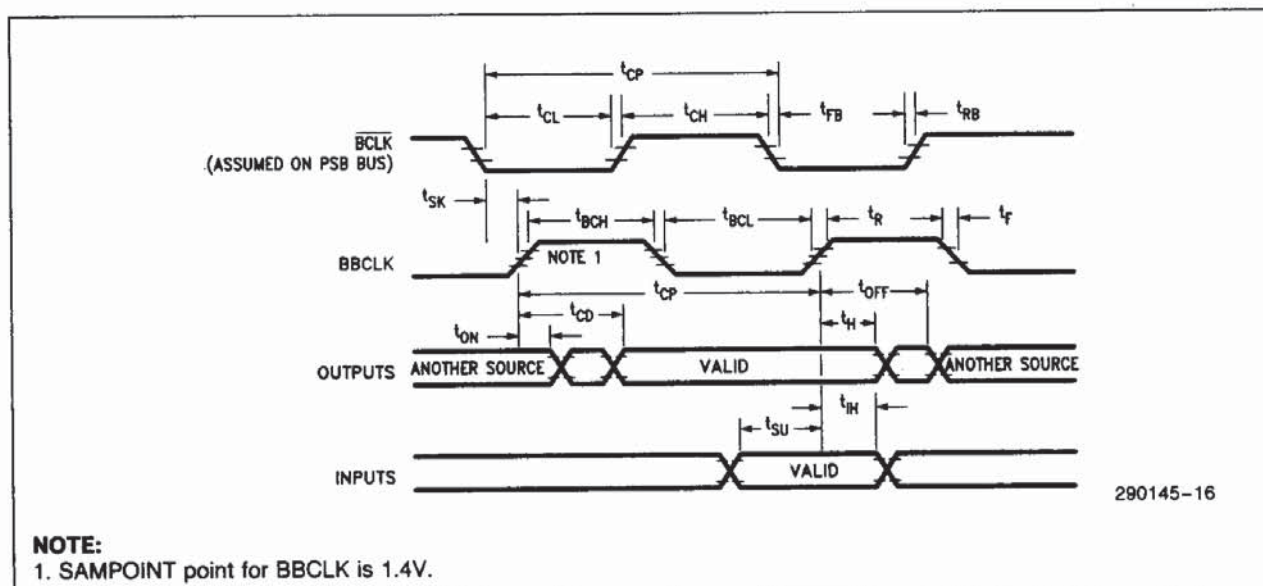 tCP
tCL tCH tFB tRB
BCLK
(ASSUMED ON PSB BUS)
tSK
tBCH tBCL tR tF
BBCLK
NOTE 1
tCP tOFF
tCD tH
tON
OUTPUTS ANOTHER SOURCE VALID ANOTHER SOURCE
tIH
tSU
INPUTS VALID
290145-16
NOTE:
1. SAMPOINT point for BBCLK is 1.4V.